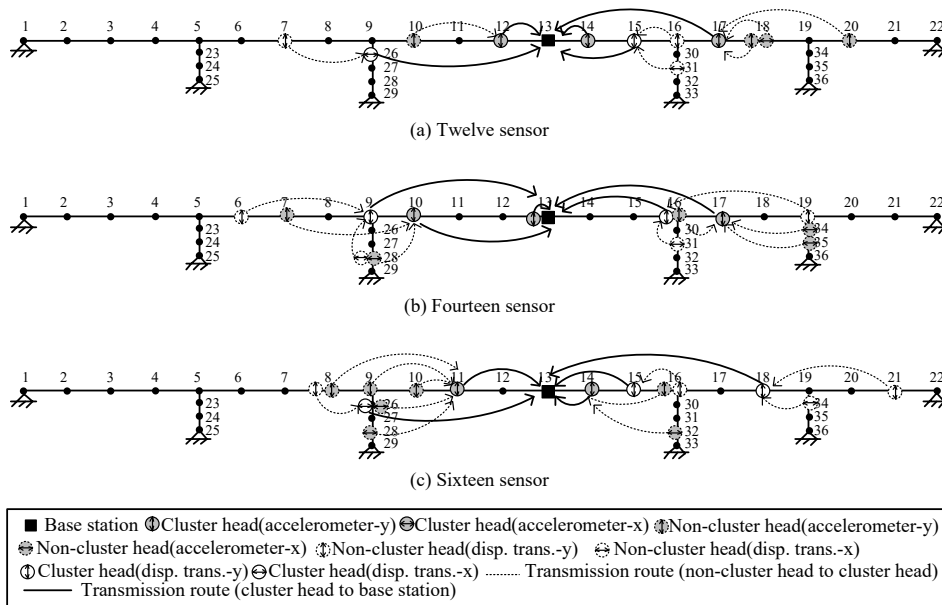 1 2 3 4 5 6 7 8 9 10 11 12 13 14 15 16 17 18 19 20 21 22
23 26 30 34
24 27 31 35
25 28 32 36
29 33
(a) Twelve sensor
1 2 3 4 5 6 7 8 9 10 11 12 13 14 15 16 17 18 19 20 21 22
23 26 30 34
24 27 31 35
25 28 32 36
29 33
(b) Fourteen sensor
1 2 3 4 5 6 7 8 9 10 11 12 13 14 15 16 17 18 19 20 21 22
23 26 30 34
24 27 31 35
25 28 32 36
29 33
(c) Sixteen sensor
Base station Cluster head(accelerometer-y) Cluster head(accelerometer-x) Non-cluster head(accelerometer-y)
Non-cluster head(accelerometer-x) Non-cluster head(disp. trans.-y) Non-cluster head(disp. trans.-x)
Cluster head(disp. trans.-y) Cluster head(disp. trans.-x) Transmission route (non-cluster head to cluster head)
Transmission route (cluster head to base station)